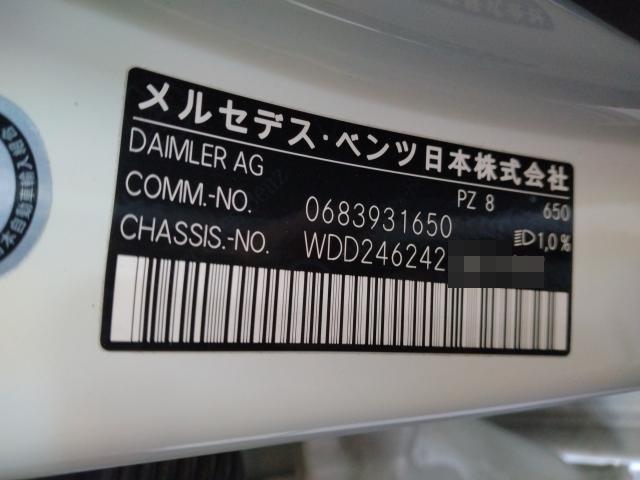 メルセデス・ベンツ日本株式会社
DAIMLER AG
COMM.-NO. 0683931650 PZ 8 650
CHASSIS.-NO. WDD246242 1,0%